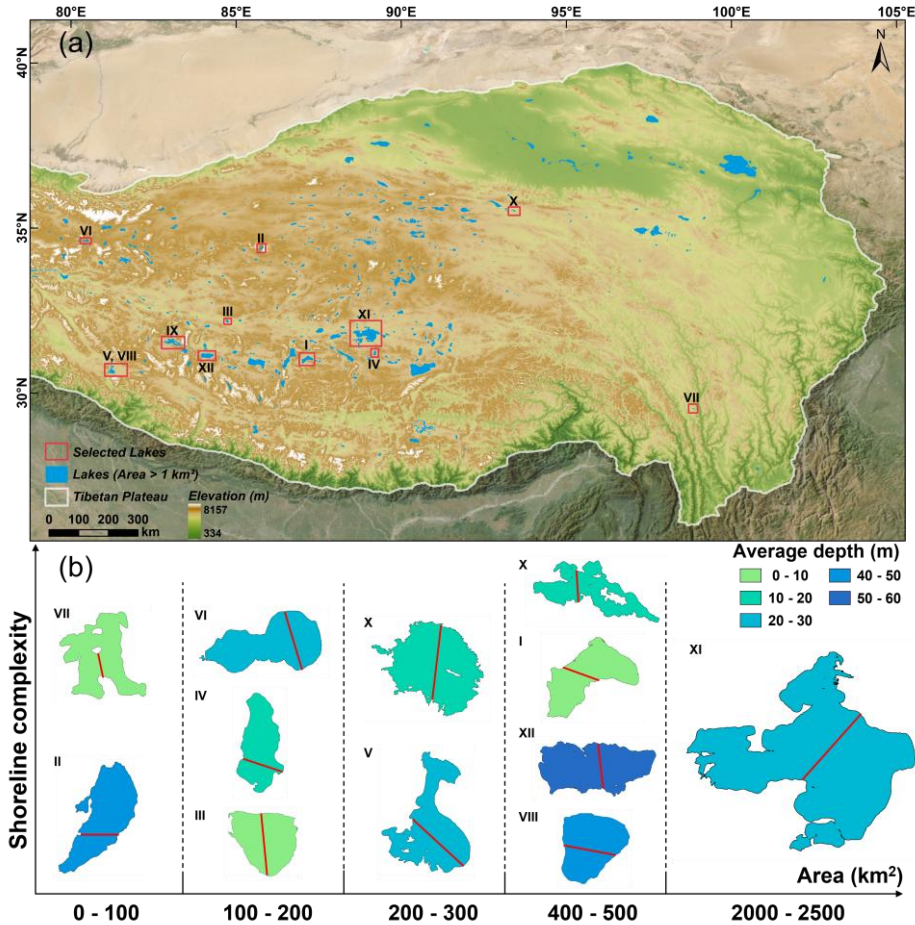 80°E 85°E 90°E 95°E 100°E 105°E
(a)
N
40°N
35°N
30°N
VI
II
X
III
XI
IX
I
IV
V, VIII
XII
VII
Selected Lakes
Lakes (Area > 1 km²)
Tibetan Plateau
Elevation (m)
8157
334
0 100 200 300
km
(b)
Shoreline complexity
Average depth (m)
0 - 10
40 - 50
10 - 20
50 - 60
20 - 30
VII
II
VI
IV
III
X
V
X
I
XII
VIII
XI
Area (km²)
0 - 100
100 - 200
200 - 300
400 - 500
2000 - 2500